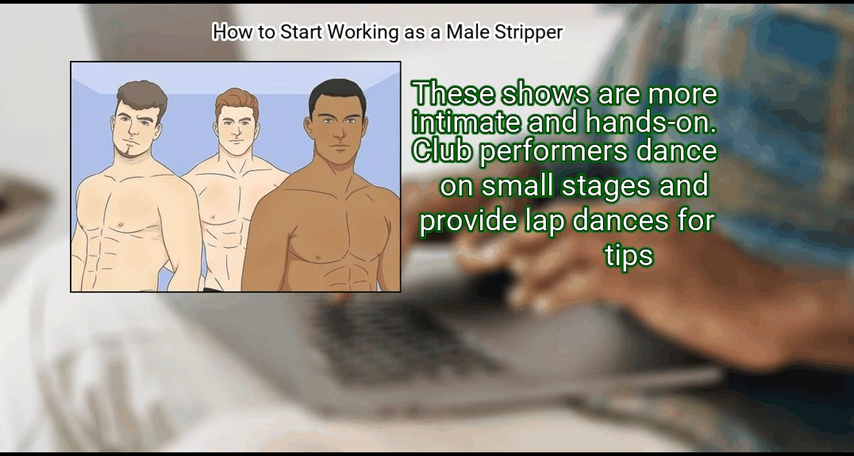 How to Start Working as a Male Stripper
These shows are more
intimate and hands-on.
Club performers dance
on small stages and
provide lap dances for
tips